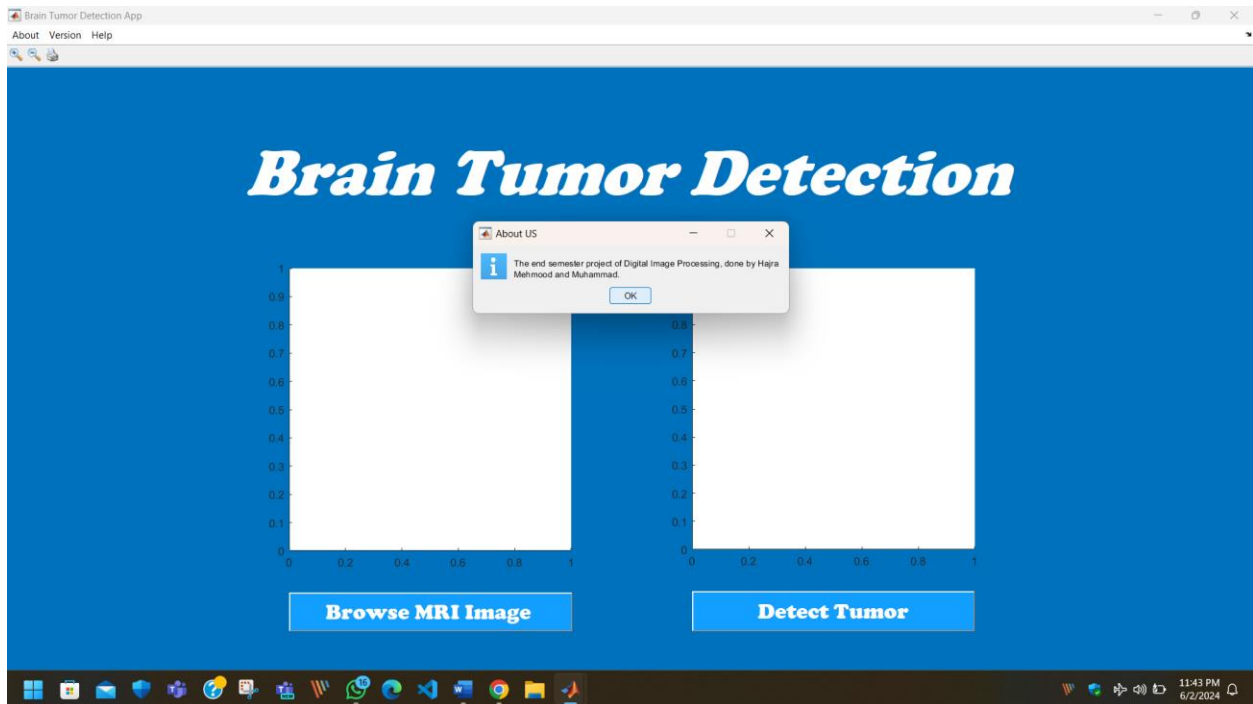 Brain Tumor Detection App
About Version Help
Brain Tumor Detection
About US
The end semester project of Digital Image Processing, done by Hajra
Mehmood and Muhammad.
OK
1
0.9
0.8
0.7
0.6
0.5
0.4
0.3
0.2
0.1
0
0 0.2 0.4 0.6 0.8 1
0.8
0.7
0.6
0.5
0.4
0.3
0.2
0.1
0
0 0.2 0.4 0.6 0.8 1
Browse MRI Image
Detect Tumor
16
11:43 PM
6/2/2024